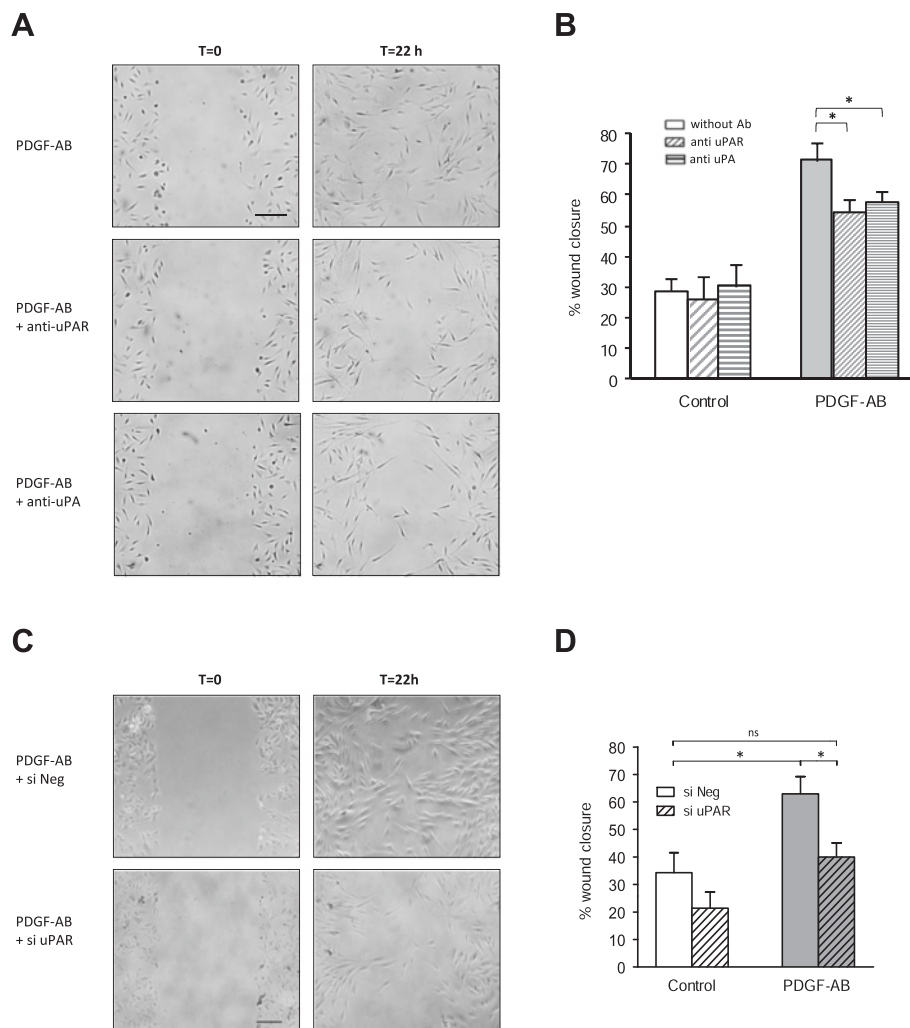 A
T=0
T=22 h
PDGF-AB
PDGF-AB
+ anti-uPAR
PDGF-AB
+ anti-uPA
B
*
*
without Ab
anti uPAR
anti uPA
% wound closure
80
70
60
50
40
30
20
10
0
Control
PDGF-AB
C
T=0
T=22h
PDGF-AB
+ si Neg
PDGF-AB
+ si uPAR
D
ns
*
*
si Neg
si uPAR
% wound closure
80
70
60
50
40
30
20
10
0
Control
PDGF-AB